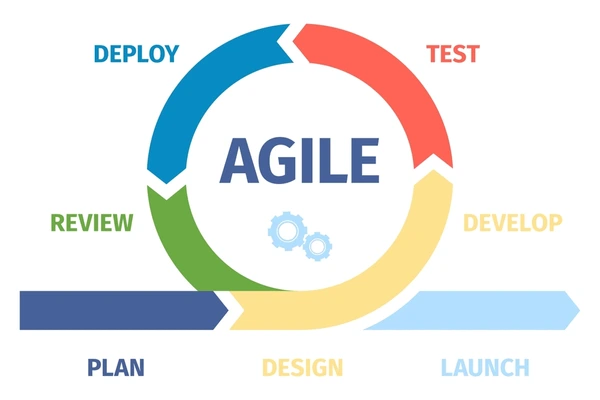 DEPLOY
TEST
AGILE
REVIEW
DEVELOP
PLAN
DESIGN
LAUNCH